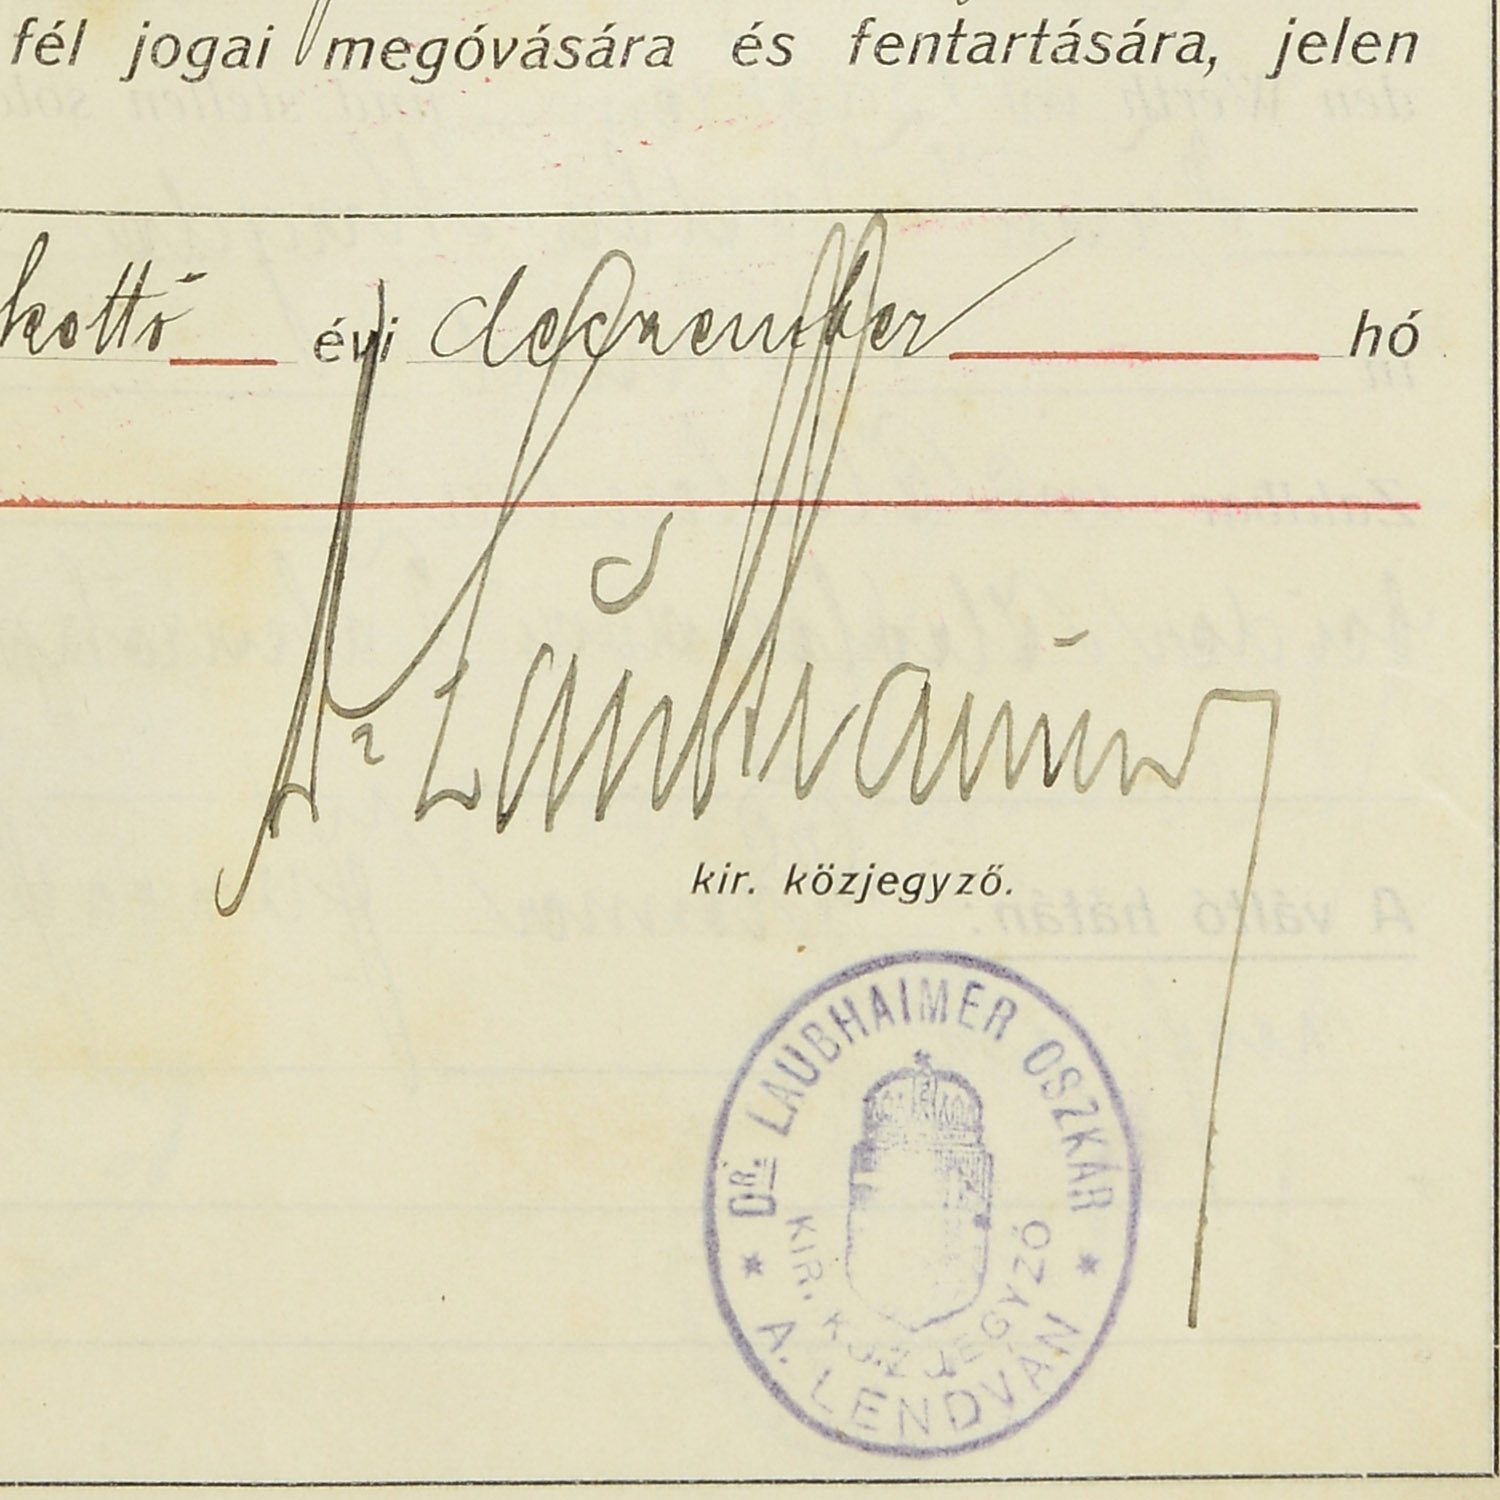 fél jogai megóvására és fentartására, jelen
kettő évi deczember hó
Dr Laubhaimer
kir. közjegyző.
DR. LAUBHAIMER OSZKÁR
KIR. KÖZJEGYZŐ
* A. LENDVÁN *